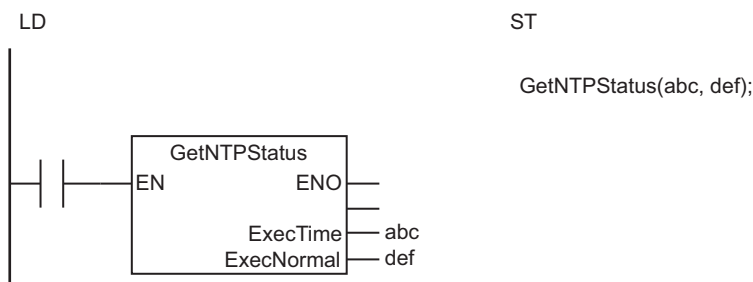 LD
ST
GetNTPStatus(abc, def);
GetNTPStatus
EN ENO
ExecTime abc
ExecNormal def